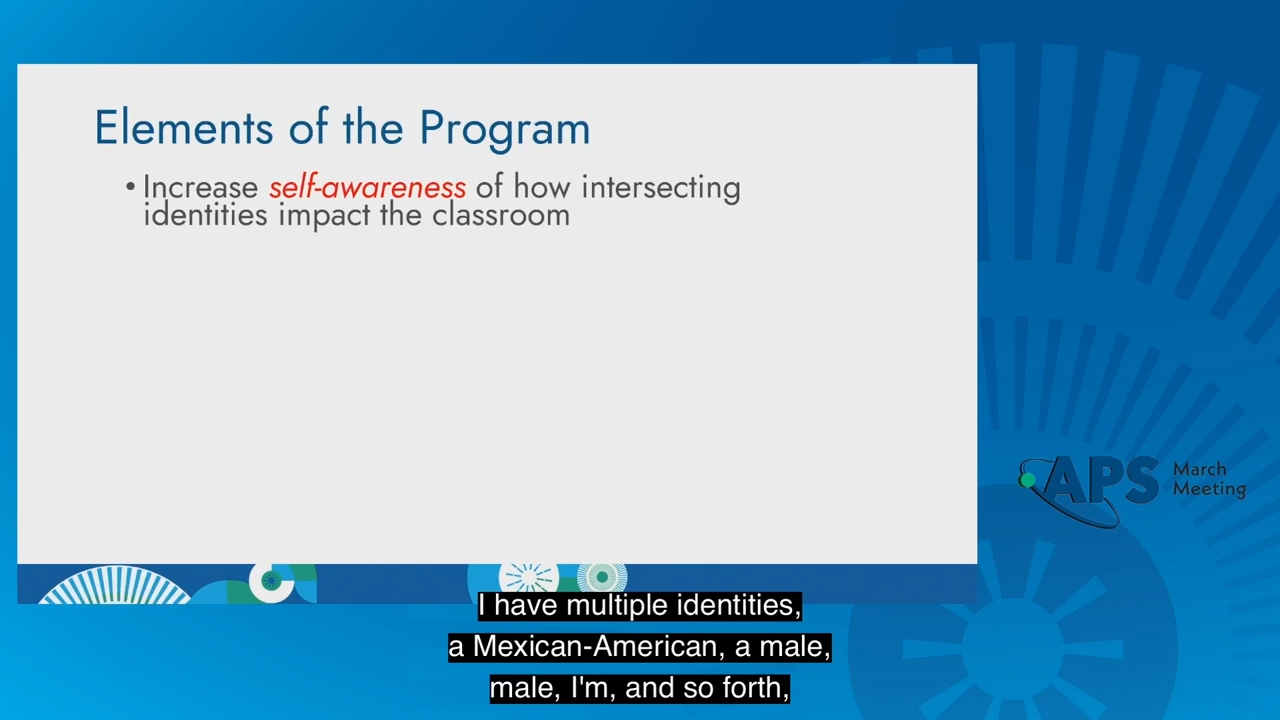 Elements of the Program
• Increase self-awareness of how intersecting
identities impact the classroom
APS
March
Meeting
I have multiple identities,
a Mexican-American, a male,
male, I'm, and so forth,